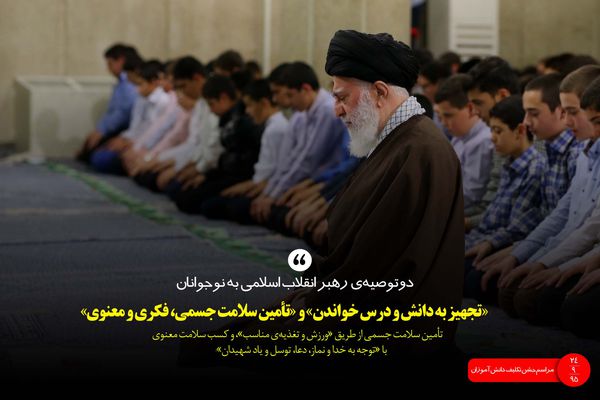 دو توصیه‌ی رهبر انقلاب اسلامی به نوجوانان
«تجهیز به دانش و درس خواندن» و «تأمین سلامت جسمی، فکری و معنوی»
تأمین سلامت جسمی از طریق «ورزش و تغذیه‌ی مناسب»، و کسب سلامت معنوی
با «توجه به خدا و نماز، دعا، توسل و یاد شهیدان»
مراسم جشن تکلیف دانش آموزان
۲۴
۹
۹۵